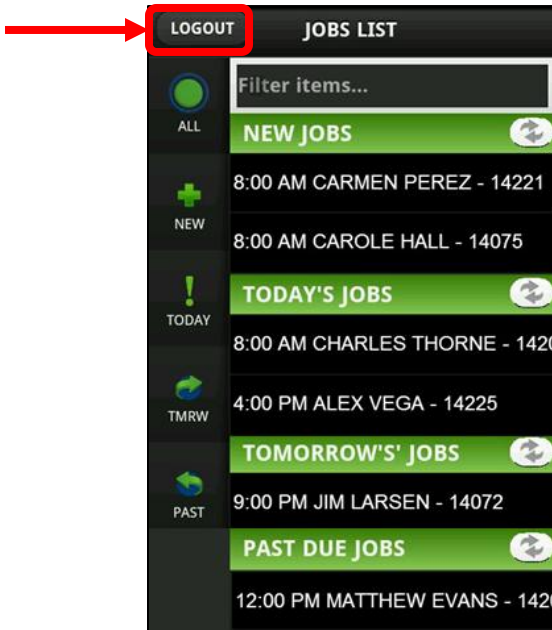 LOGOUT
JOBS LIST
Filter items...
ALL
NEW JOBS
8:00 AM CARMEN PEREZ - 14221
NEW
8:00 AM CAROLE HALL - 14075
TODAY'S JOBS
TODAY
8:00 AM CHARLES THORNE - 
TMRW
4:00 PM ALEX VEGA - 14225
TOMORROW'S' JOBS
PAST
9:00 PM JIM LARSEN - 14072
PAST DUE JOBS
12:00 PM MATTHEW EVANS -